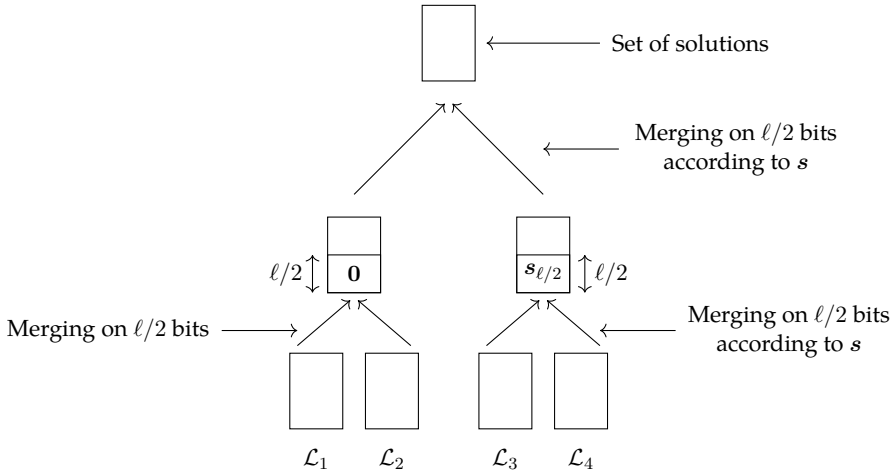 Set of solutions
Merging on ℓ/2 bits
according to s
ℓ/2
0
s_{ℓ/2}
ℓ/2
Merging on ℓ/2 bits
Merging on ℓ/2 bits
according to s
ℒ₁
ℒ₂
ℒ₃
ℒ₄